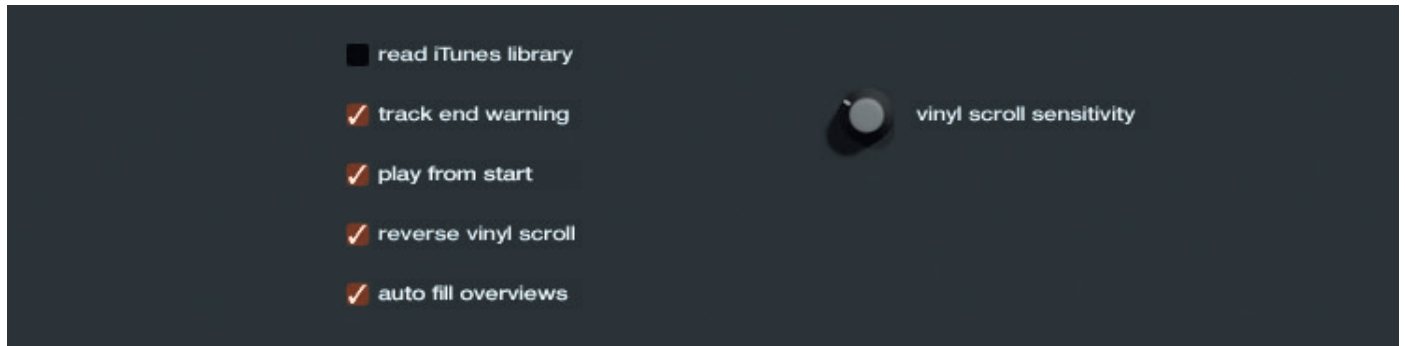 read iTunes library
track end warning
vinyl scroll sensitivity
play from start
reverse vinyl scroll
auto fill overviews